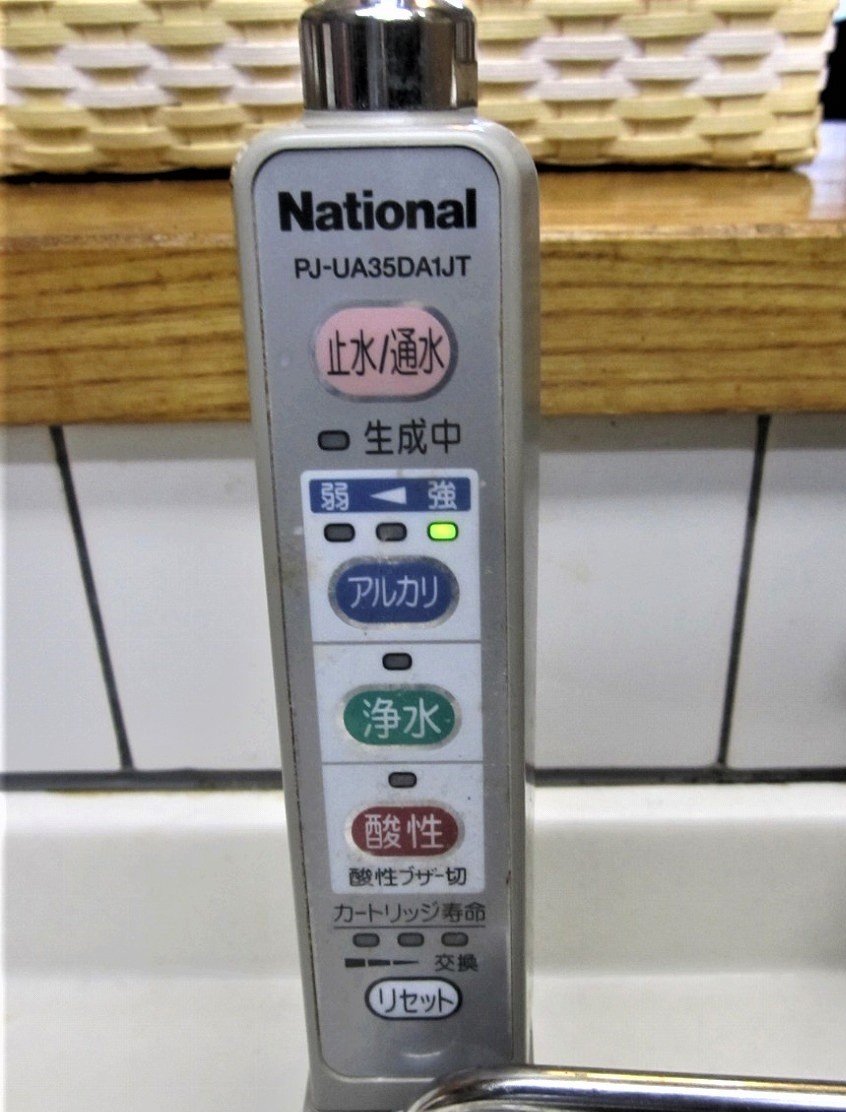 National
PJ-UA35DA1JT
止水/通水
生成中
弱 ◀ 強
アルカリ
浄水
酸性
酸性ブザー切
カートリッジ寿命
交換
リセット